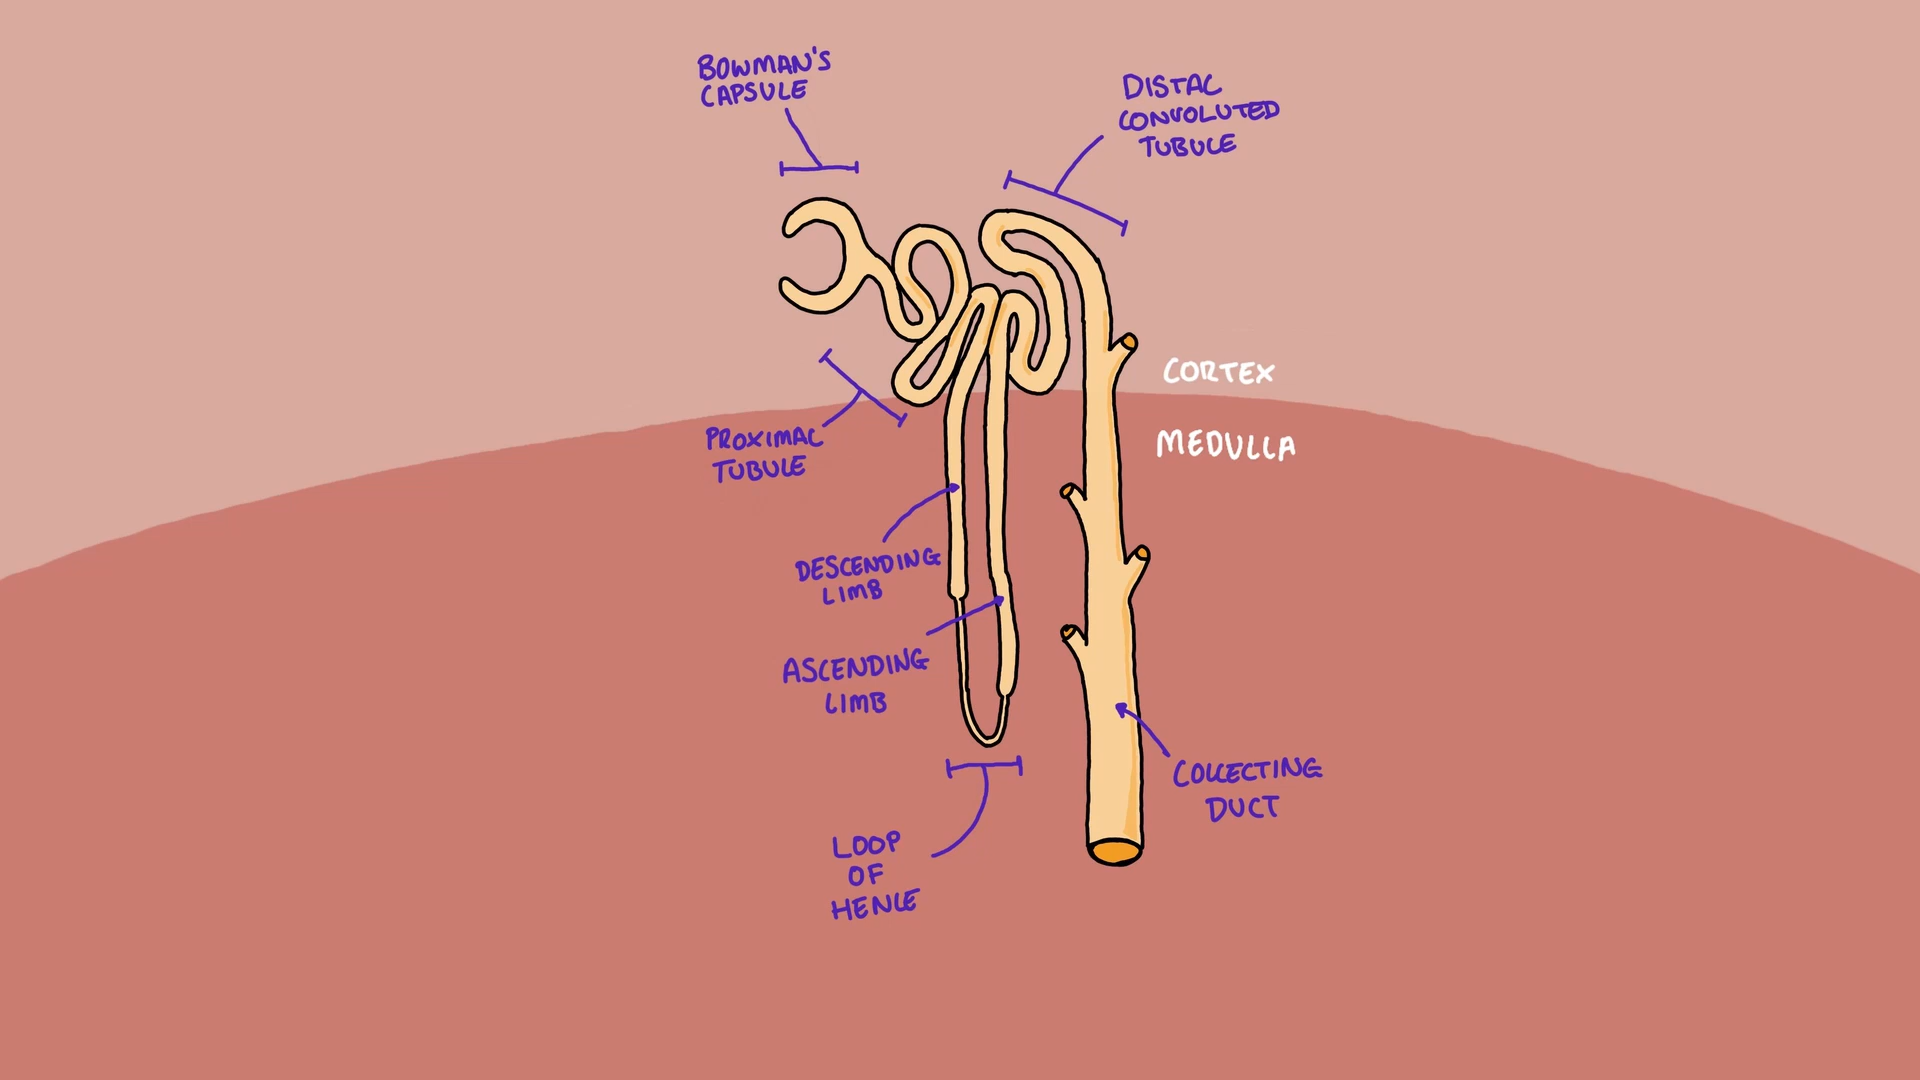 BOWMAN'S
CAPSULE
DISTAL
CONVOLUTED
TUBULE
CORTEX
MEDULLA
PROXIMAL
TUBULE
DESCENDING
LIMB
ASCENDING
LIMB
COLLECTING
DUCT
LOOP
OF
HENLE